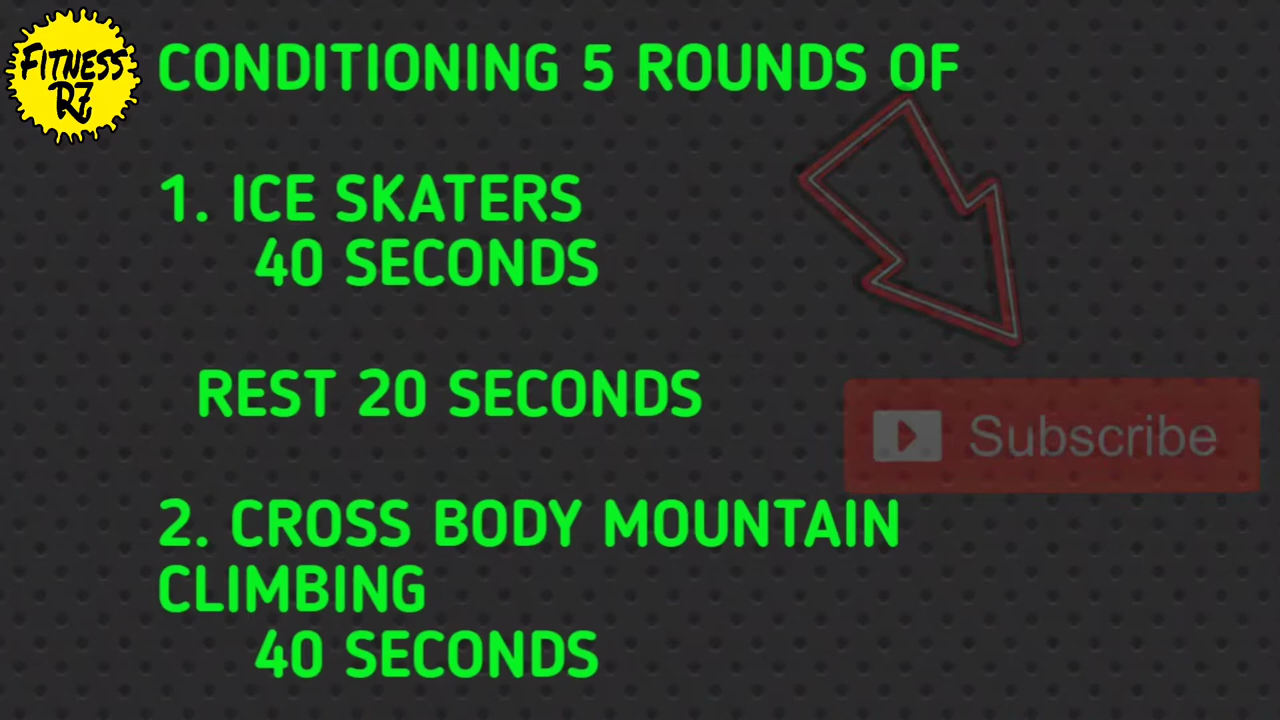 FITNESS
RZ
CONDITIONING 5 ROUNDS OF
1. ICE SKATERS
40 SECONDS
REST 20 SECONDS
Subscribe
2. CROSS BODY MOUNTAIN
CLIMBING
40 SECONDS